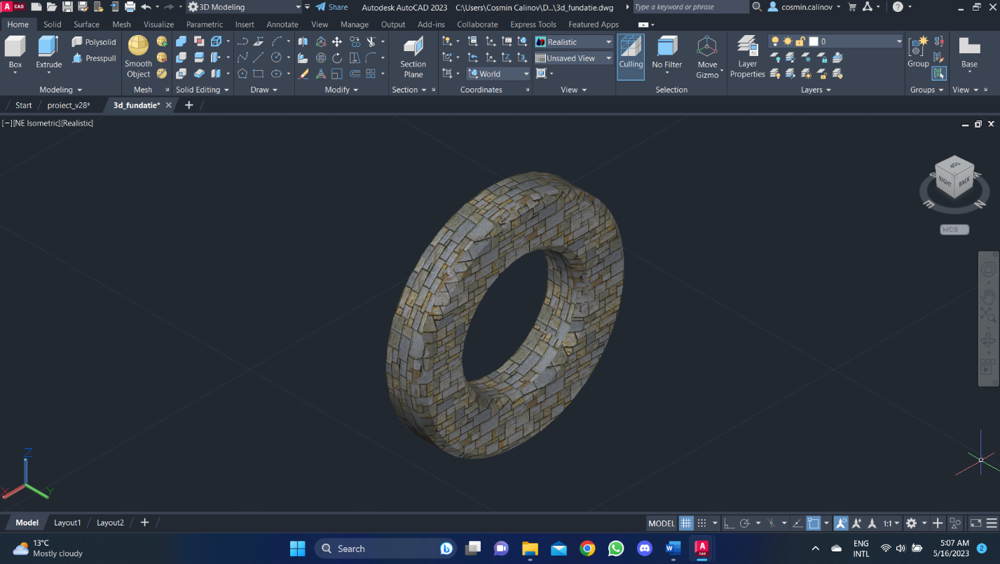 A CAD
3D Modeling
Share
Autodesk AutoCAD 2023 C:\Users\Cosmin Calinov\D...\3d_fundatie.dwg
Type a keyword or phrase
cosmin.calinov
Home Solid Surface Mesh Visualize Parametric Insert Annotate View Manage Output Add-ins Collaborate Express Tools Featured Apps
Box
Extrude
Polysolid
Presspull
Modeling
Smooth
Object
Mesh
Solid Editing
Draw
Modify
Section
Plane
Section
World
Coordinates
Realistic
Unsaved View
View
Culling
No Filter
Move
Gizmo
Selection
Layer
Properties
0
Layers
Group
Groups
Base
View
Start proiect_v28* 3d_fundatie*
[−][NE Isometric][Realistic]
TOP
RIGHT BACK
E N
WCS
Z
X Y
Model Layout1 Layout2
MODEL 1:1
13°C
Mostly cloudy
Search
A
CAD
ENG
INTL
5:07 AM
5/16/2023
2